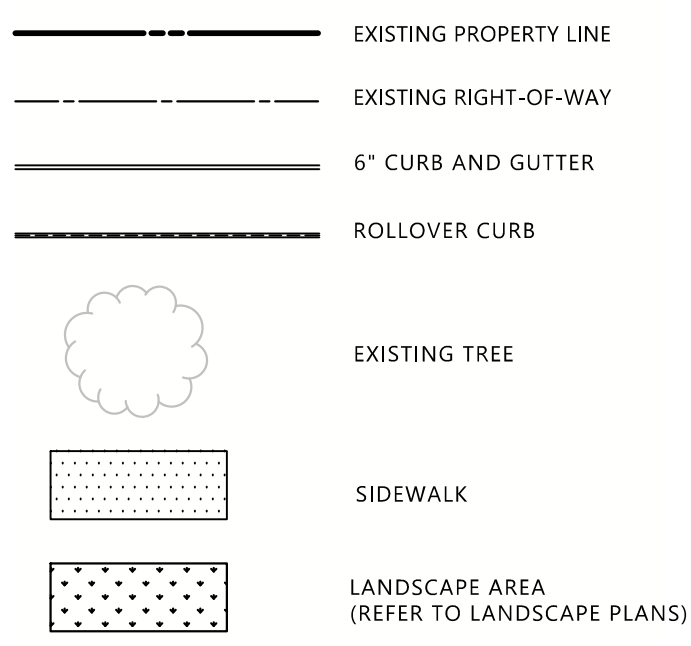 EXISTING PROPERTY LINE
EXISTING RIGHT-OF-WAY
6" CURB AND GUTTER
ROLLOVER CURB
EXISTING TREE
SIDEWALK
LANDSCAPE AREA
(REFER TO LANDSCAPE PLANS)